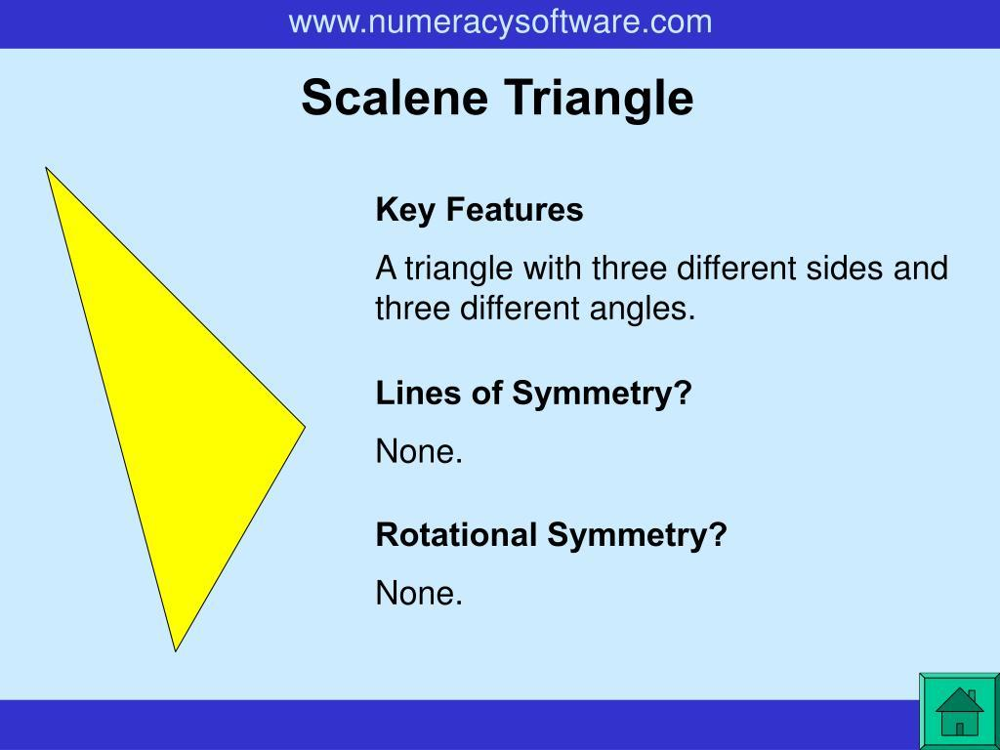 www.numeracysoftware.com
Scalene Triangle
Key Features
A triangle with three different sides and
three different angles.
Lines of Symmetry?
None.
Rotational Symmetry?
None.